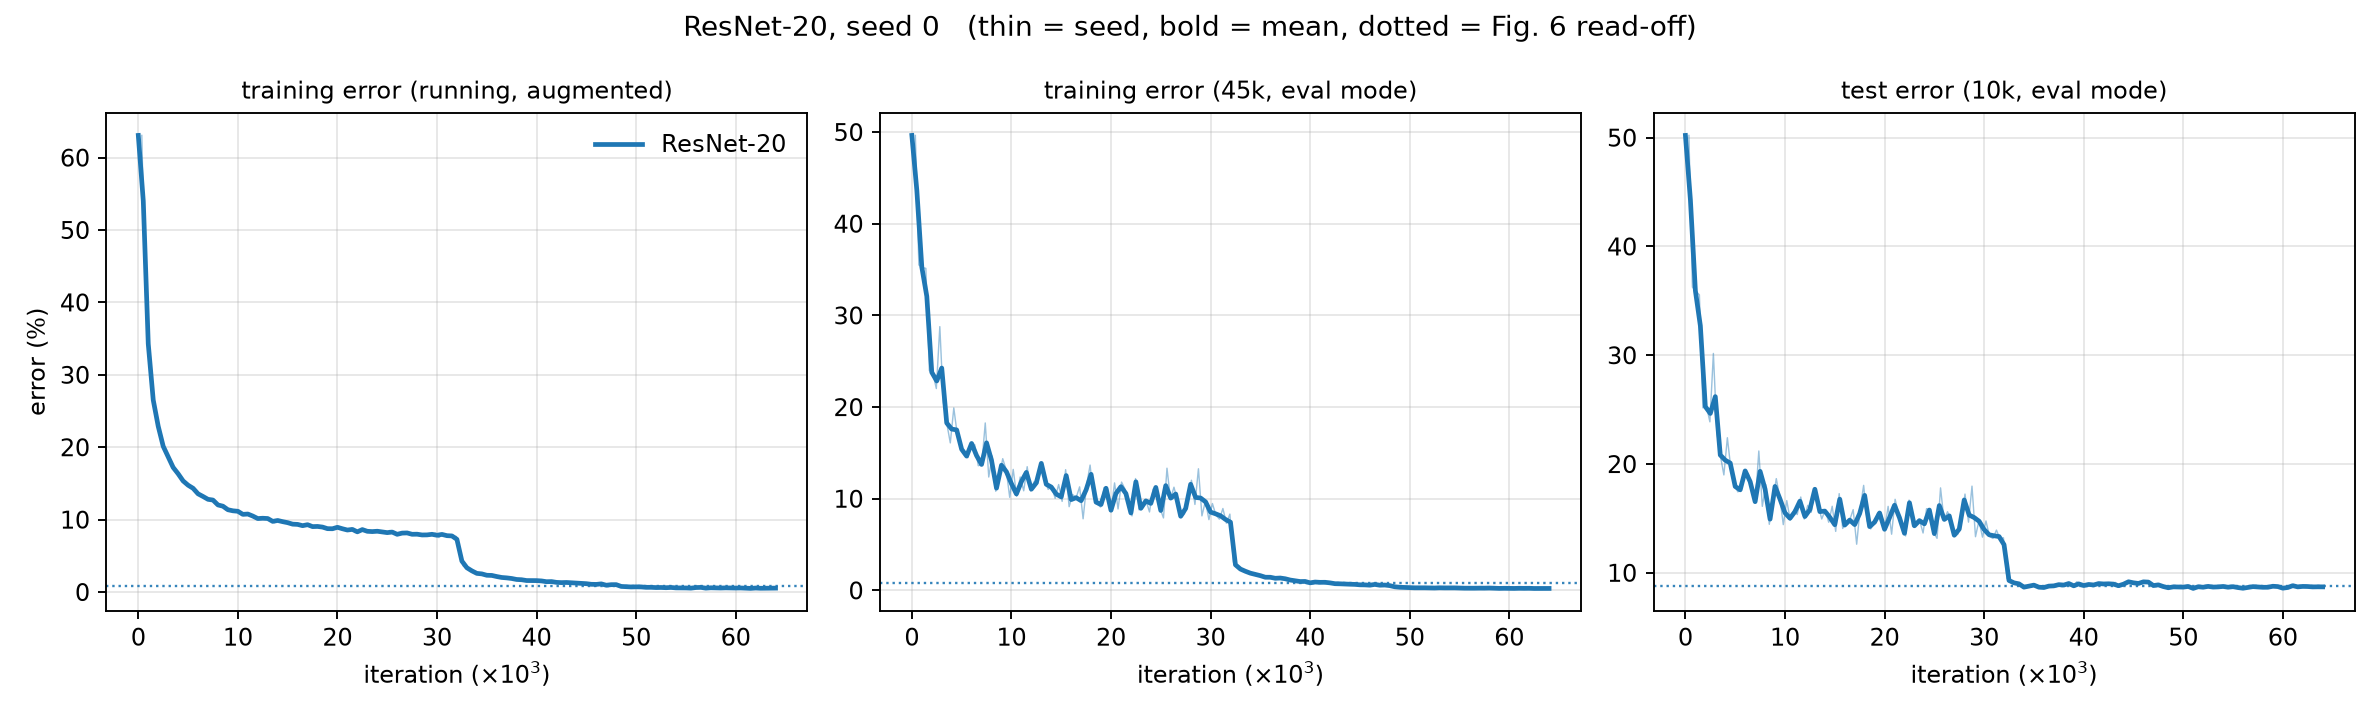 ResNet-20, seed 0   (thin = seed, bold = mean, dotted = Fig. 6 read-off)
training error (running, augmented)
error (%)
60
50
40
30
20
10
0
ResNet-20
0 10 20 30 40 50 60
iteration (×10³)
training error (45k, eval mode)
50
40
30
20
10
0
0 10 20 30 40 50 60
iteration (×10³)
test error (10k, eval mode)
50
40
30
20
10
0 10 20 30 40 50 60
iteration (×10³)